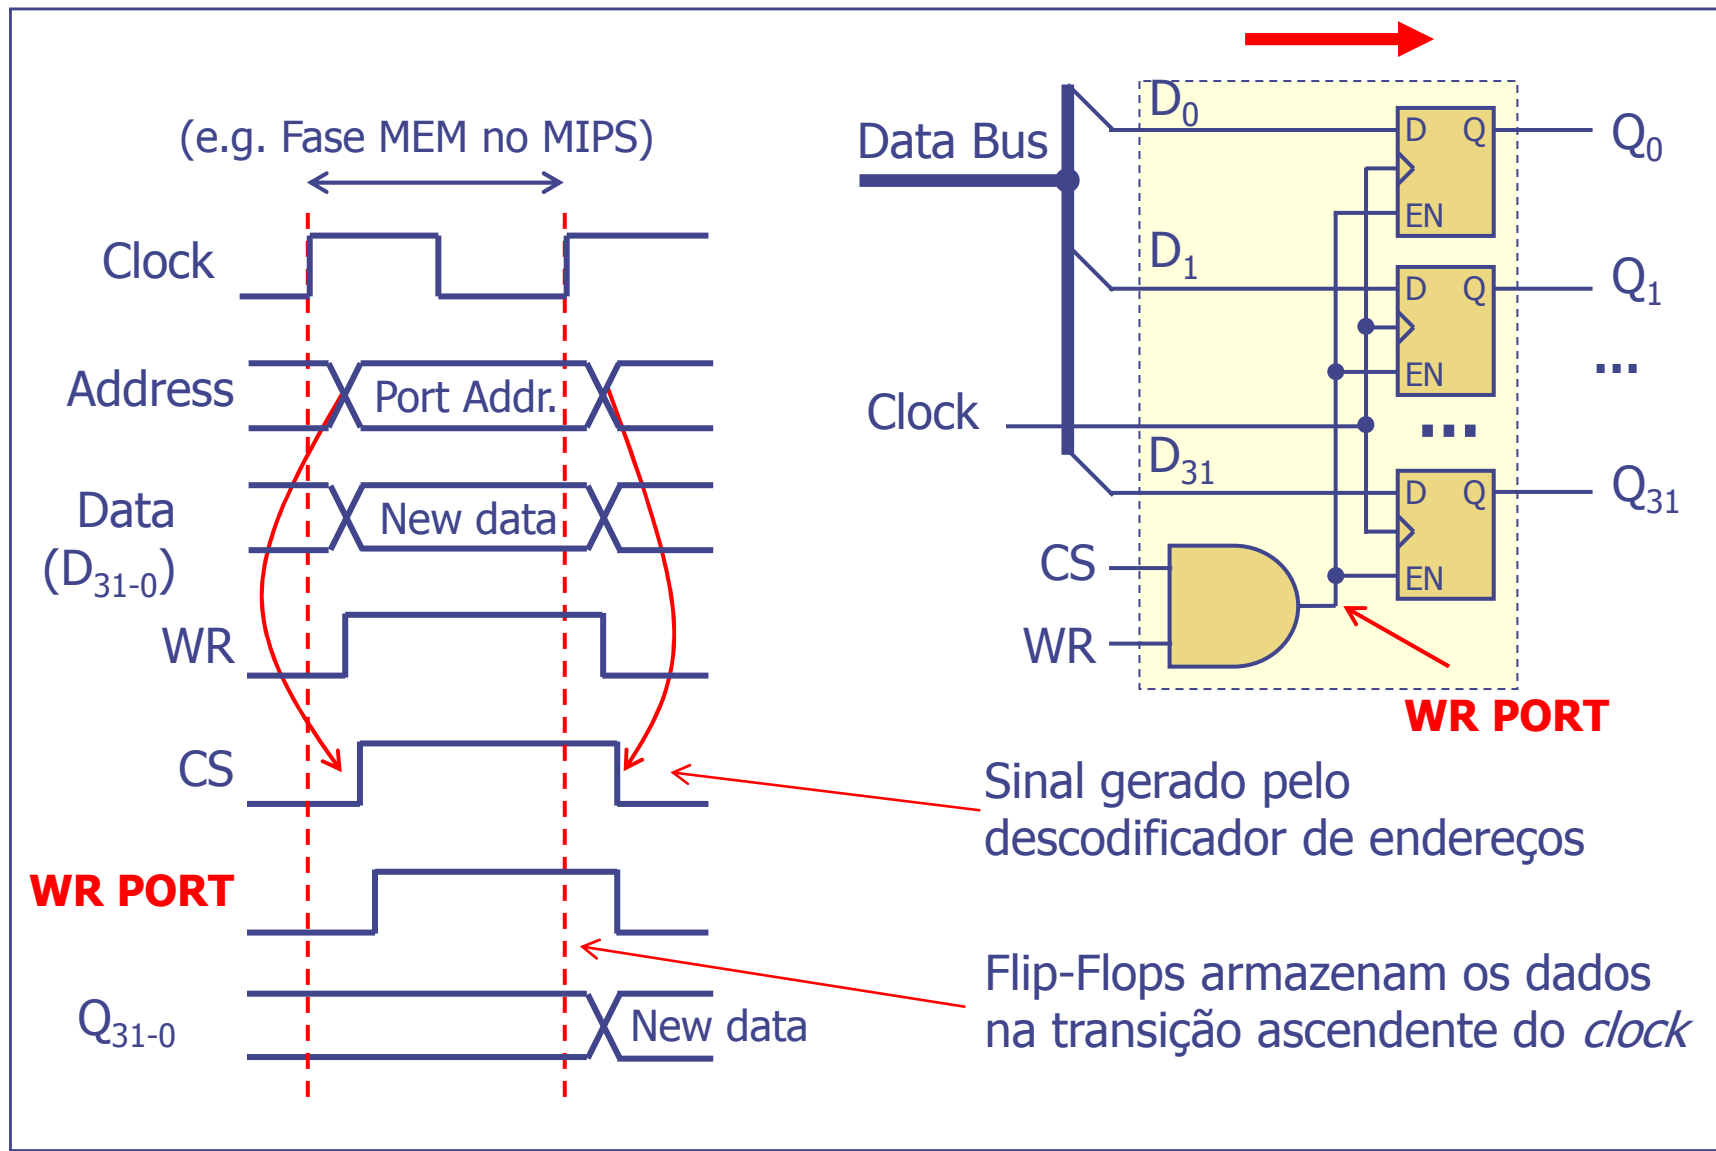 (e.g. Fase MEM no MIPS)
Clock
Address
Port Addr.
Data
(D31-0)
New data
WR
CS
WR PORT
Q31-0
New data
Data Bus
D0
D Q
EN
Q0
D1
D Q
EN
Q1
...
Clock
...
D31
D Q
EN
Q31
CS
WR
WR PORT
Sinal gerado pelo
descodificador de endereços
Flip-Flops armazenam os dados
na transição ascendente do clock